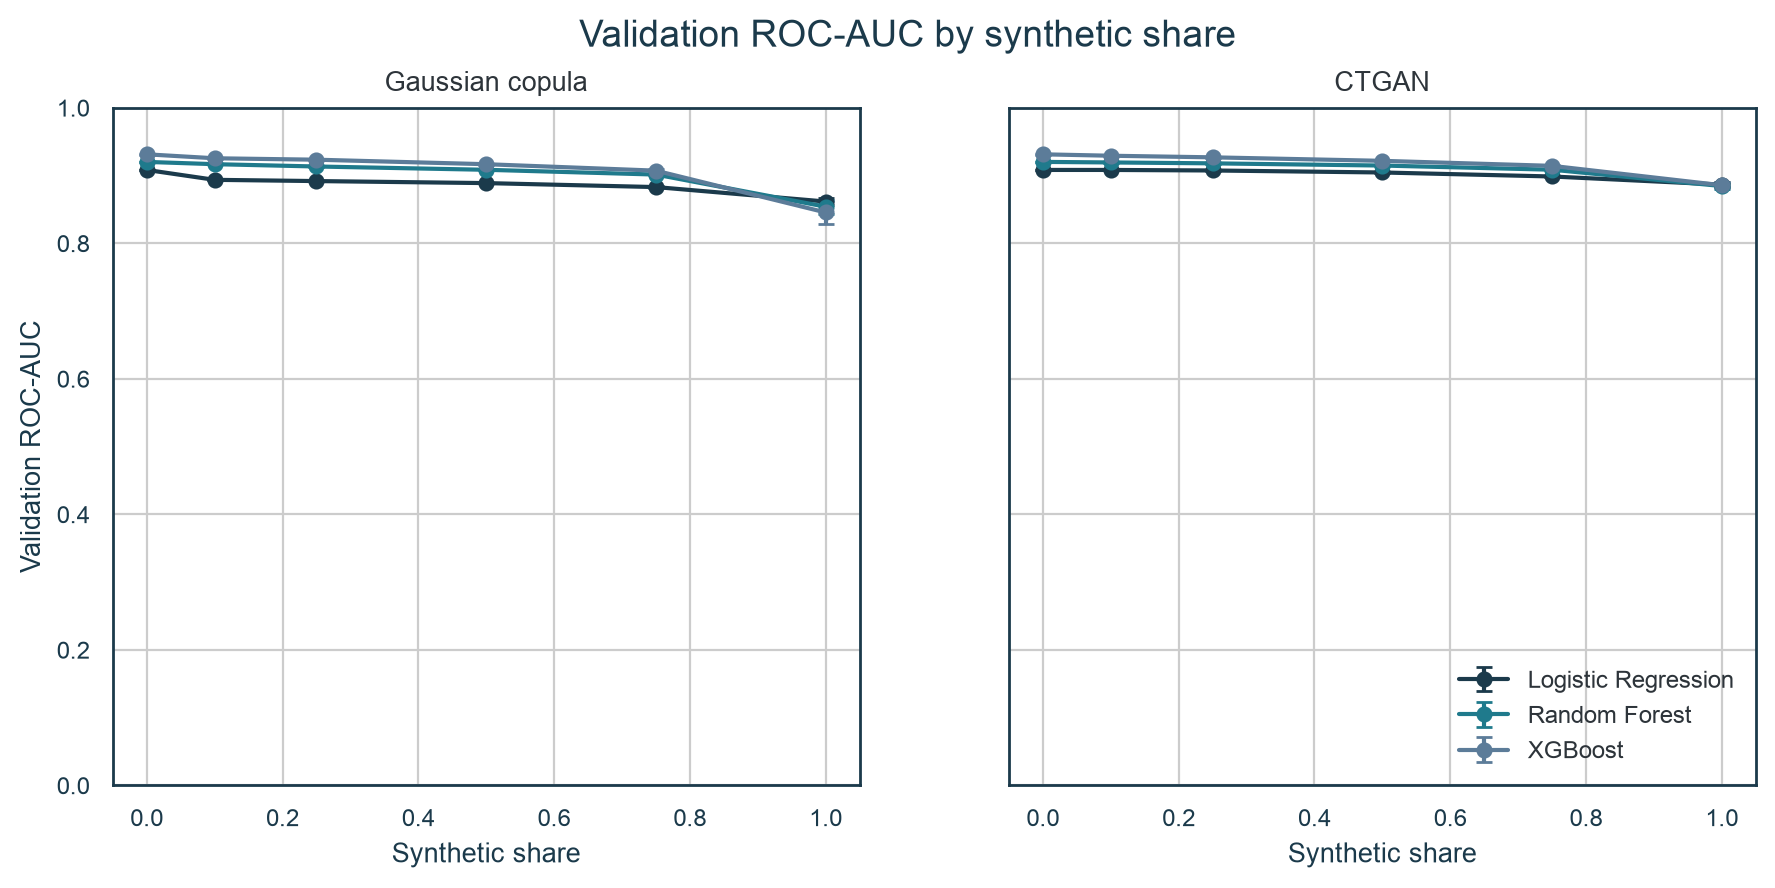 Validation ROC-AUC by synthetic share
Gaussian copula
CTGAN
Validation ROC-AUC
1.0
0.8
0.6
0.4
0.2
0.0
0.0 0.2 0.4 0.6 0.8 1.0
Synthetic share
Logistic Regression
Random Forest
XGBoost
0.0 0.2 0.4 0.6 0.8 1.0
Synthetic share